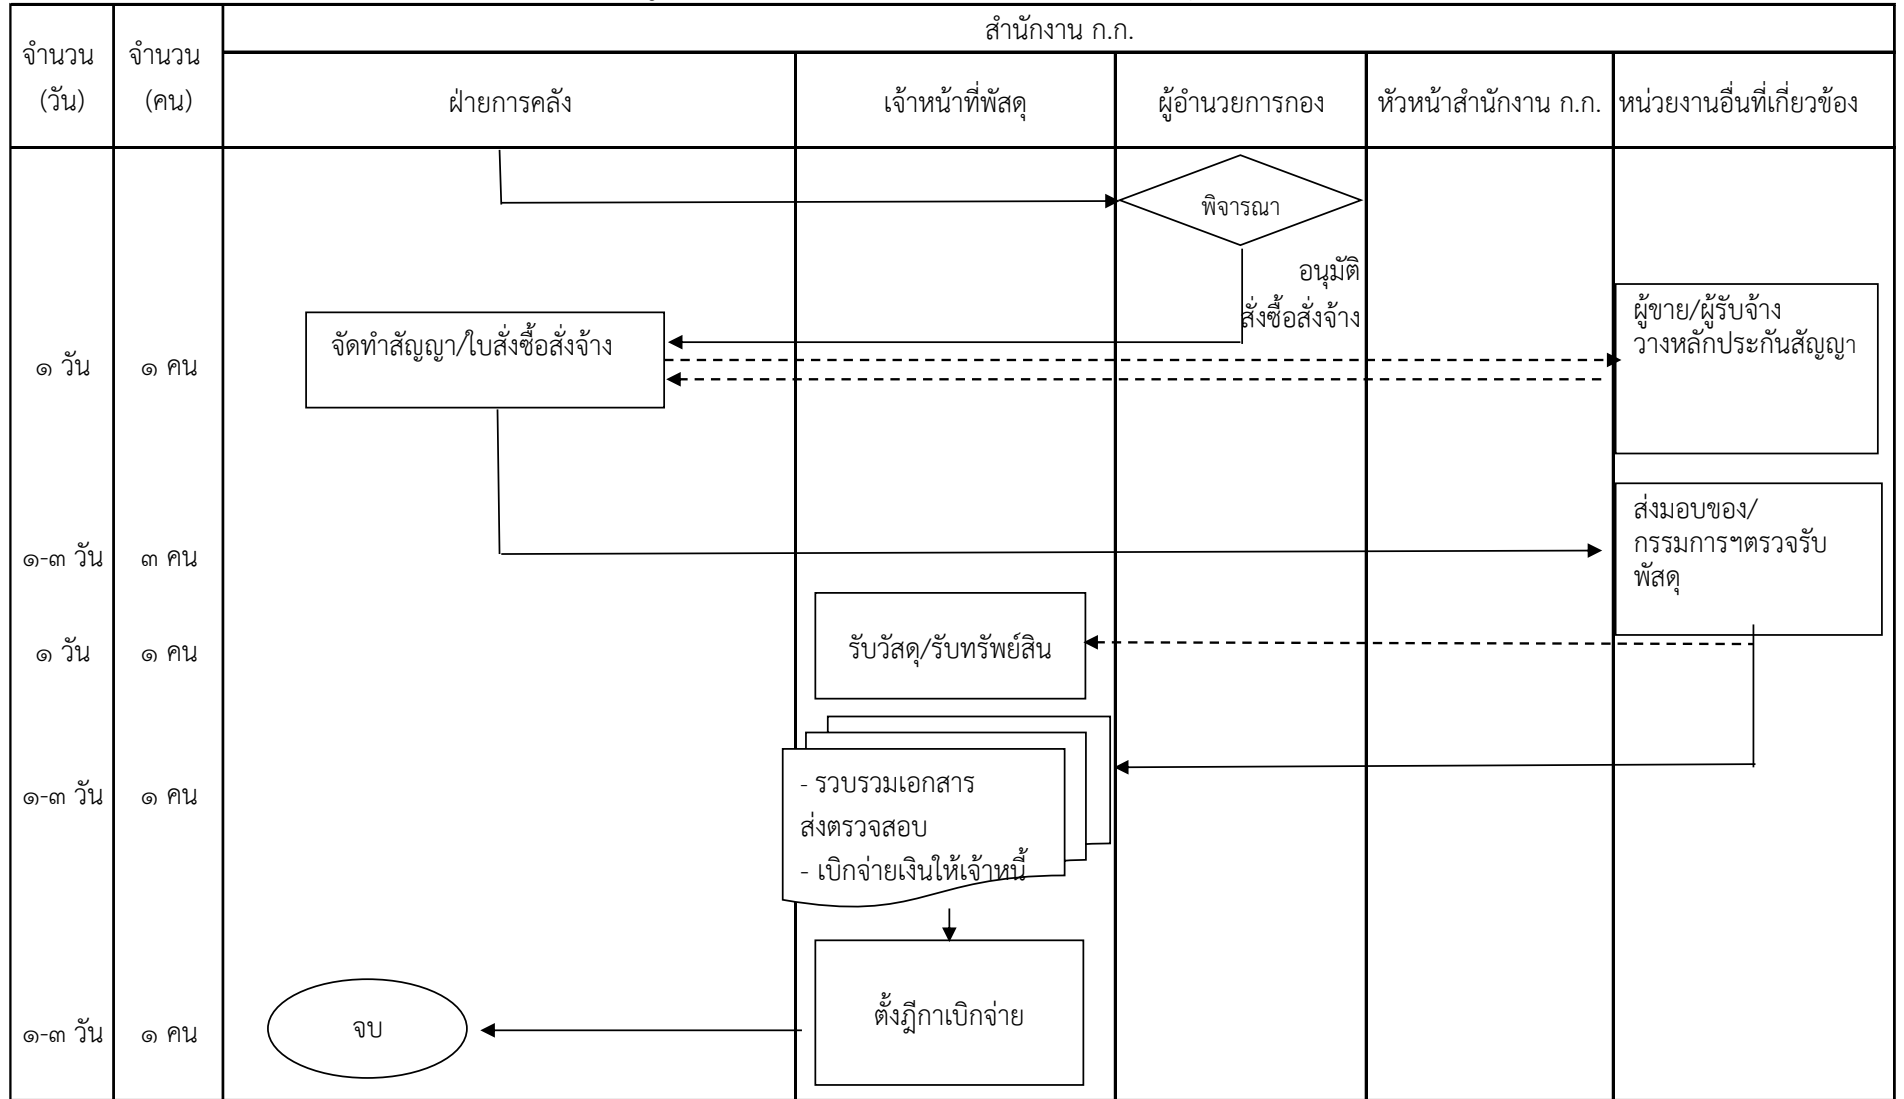 สำนักงาน ก.ก.
จำนวน
(วัน)
จำนวน
(คน)
ฝ่ายการคลัง
เจ้าหน้าที่พัสดุ
ผู้อำนวยการกอง
หัวหน้าสำนักงาน ก.ก.
หน่วยงานอื่นที่เกี่ยวข้อง
พิจารณา
อนุมัติ
สั่งซื้อสั่งจ้าง
๑ วัน
๑ คน
จัดทำสัญญา/ใบสั่งซื้อสั่งจ้าง
ผู้ขาย/ผู้รับจ้าง
วางหลักประกันสัญญา
๑-๓ วัน
๓ คน
ส่งมอบของ/
กรรมการฯตรวจรับ
พัสดุ
๑ วัน
๑ คน
รับวัสดุ/รับทรัพย์สิน
๑-๓ วัน
๑ คน
- รวบรวมเอกสาร
ส่งตรวจสอบ
- เบิกจ่ายเงินให้เจ้าหนี้
๑-๓ วัน
๑ คน
จบ
ตั้งฎีกาเบิกจ่าย